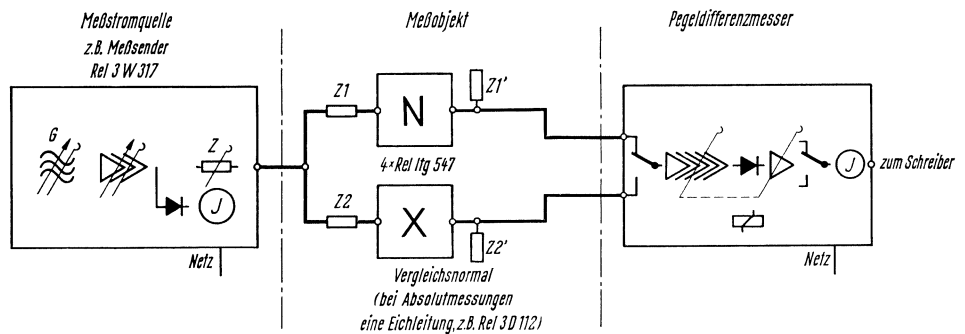 Meßstromquelle
z.B. Meßsender
Rel 3 W 317
Meßobjekt
Pegeldifferenzmesser
G
Z
J
Netz
Z1
N
Z1'
4×Rel ltg 547
Z2
X
Z2'
Vergleichsnormal
(bei Absolutmessungen
eine Eichleitung, z.B. Rel 3 D 112)
J
zum Schreiber
Netz